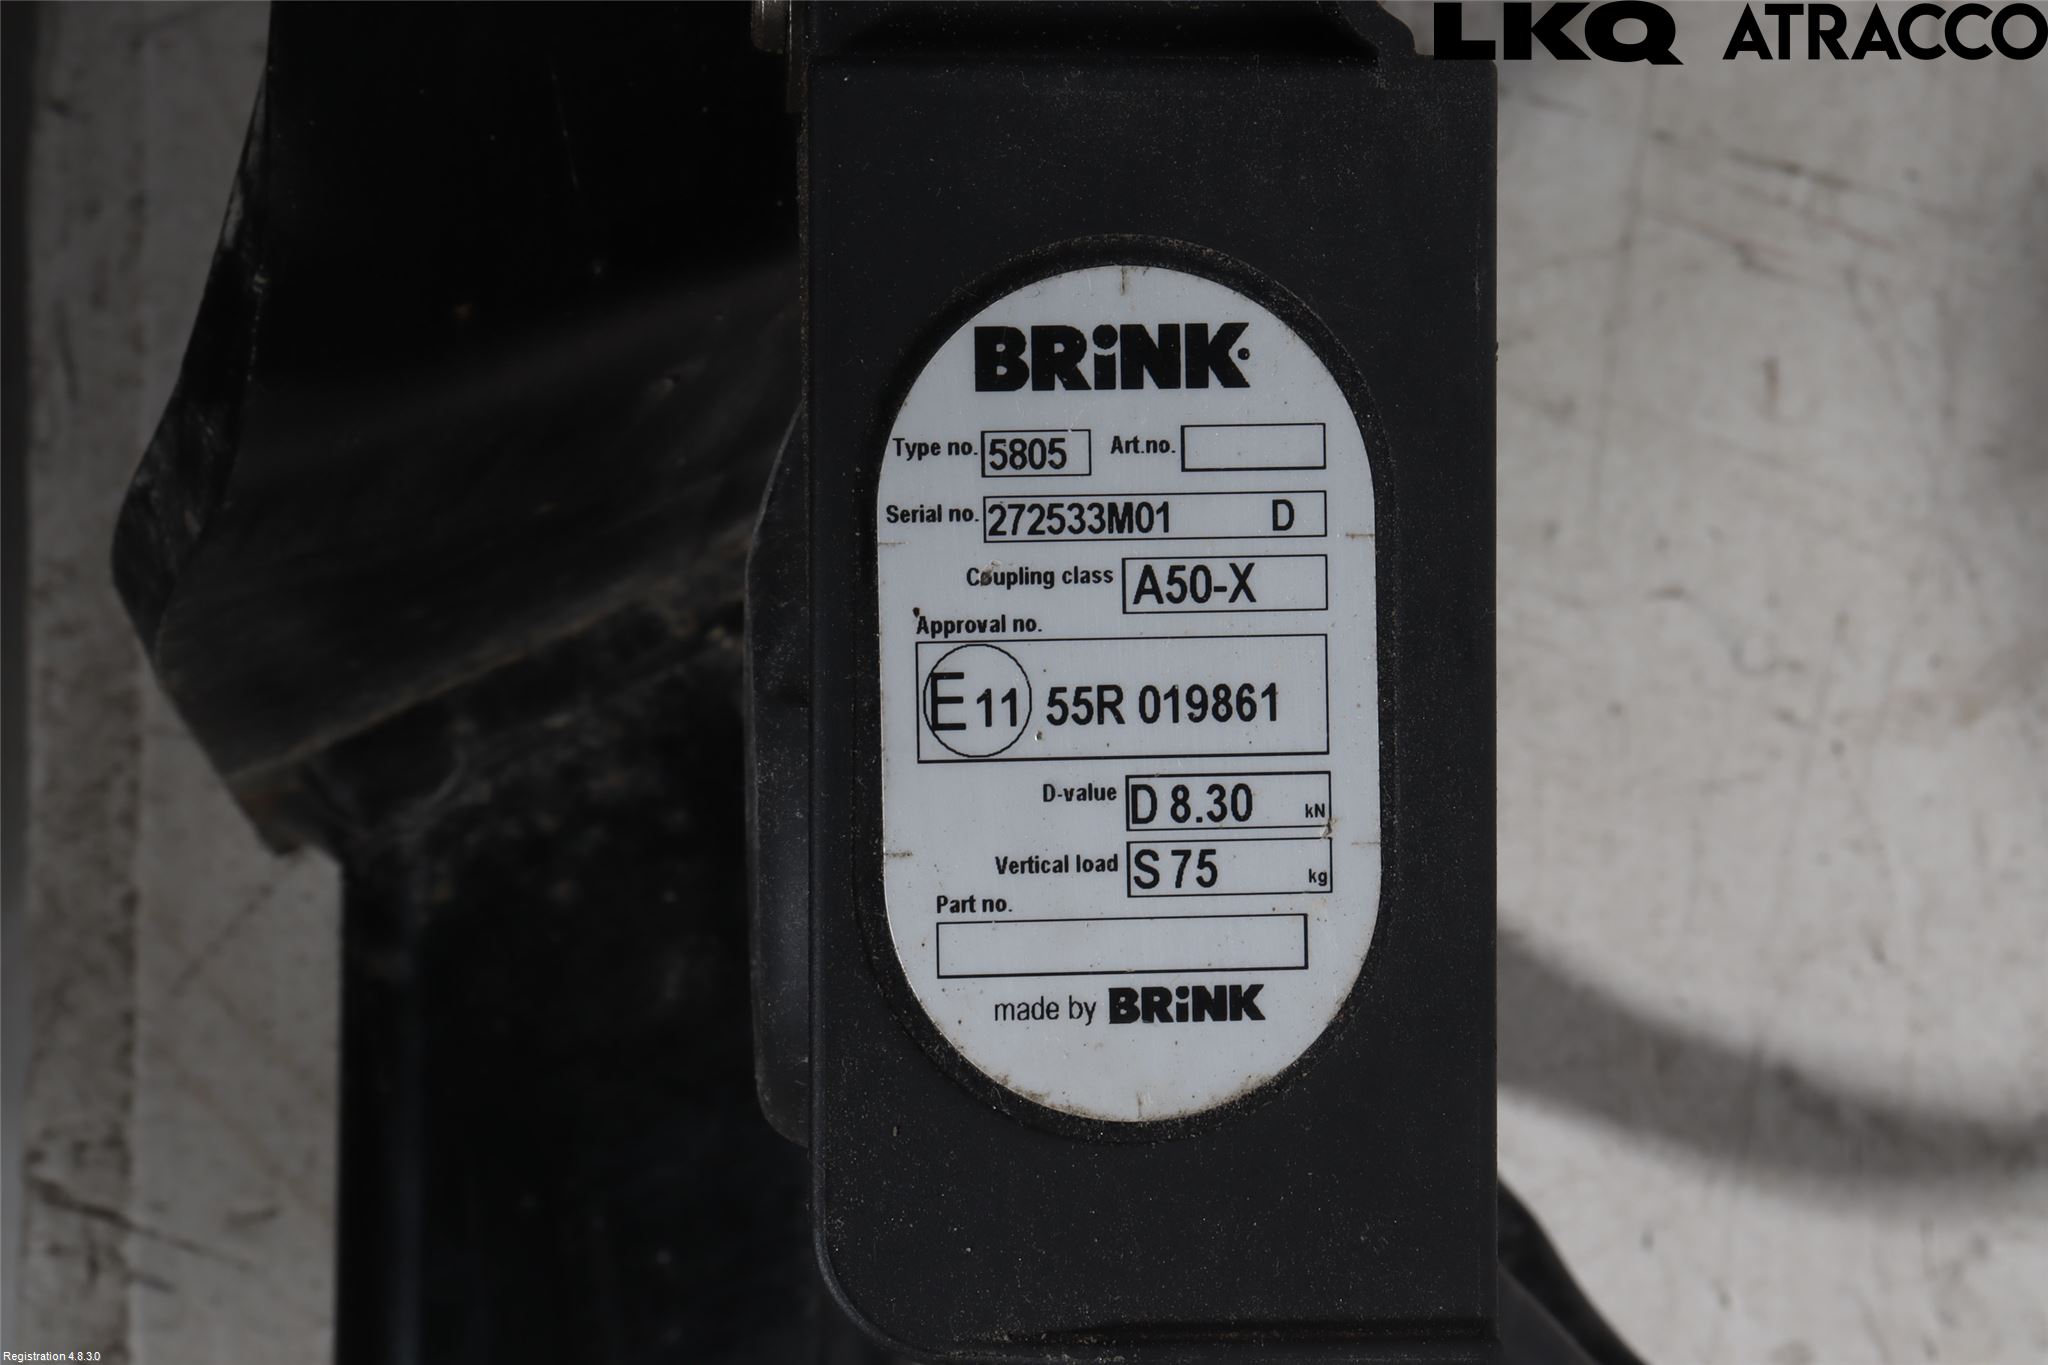 LKQ ATRACCO
BRiNK
Type no. 5805 Art.no.
Serial no. 272533M01 D
Coupling class A50-X
Approval no.
E11 55R 019861
D-value D 8.30 kN
Vertical load S 75 kg
Part no.
made by BRiNK
Registration 4.8.3.0